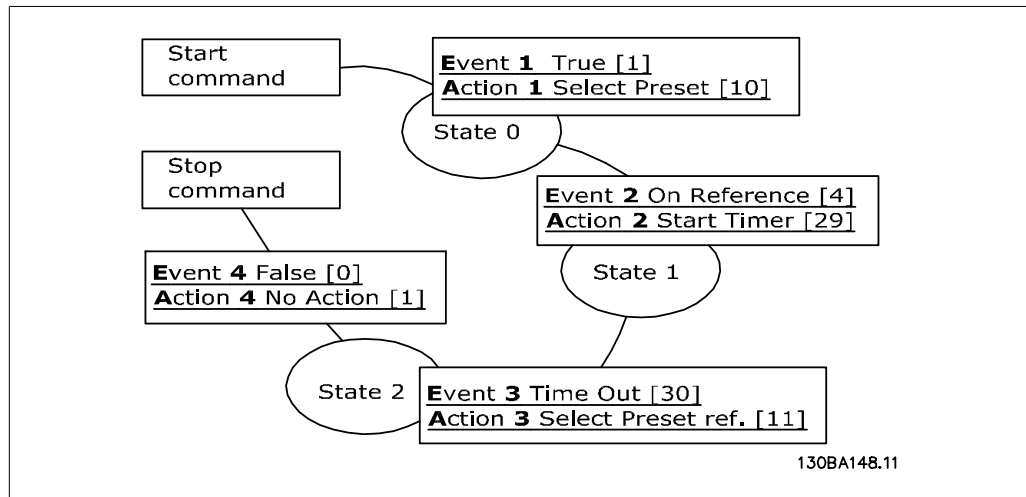 Start
command
Event 1 True [1]
Action 1 Select Preset [10]
State 0
Stop
command
Event 2 On Reference [4]
Action 2 Start Timer [29]
State 1
Event 4 False [0]
Action 4 No Action [1]
State 2
Event 3 Time Out [30]
Action 3 Select Preset ref. [11]
130BA148.11